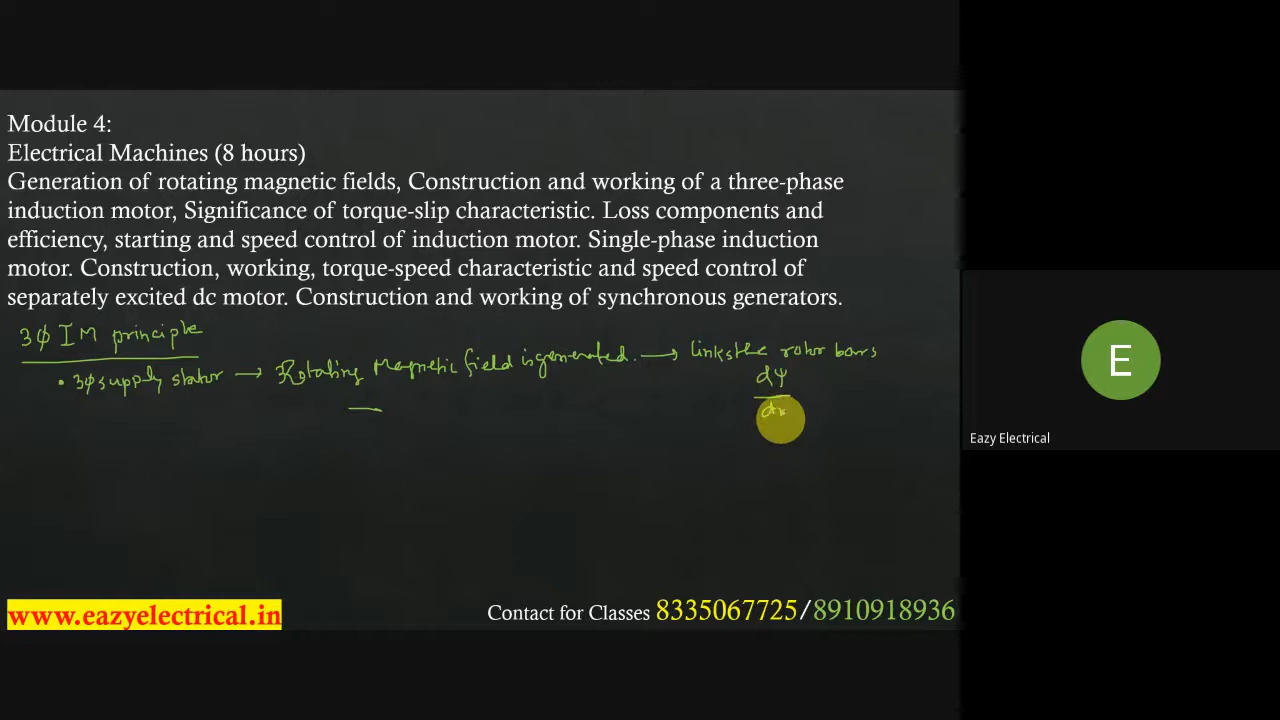 Module 4:
Electrical Machines (8 hours)
Generation of rotating magnetic fields, Construction and working of a three-phase
induction motor, Significance of torque-slip characteristic. Loss components and
efficiency, starting and speed control of induction motor. Single-phase induction
motor. Construction, working, torque-speed characteristic and speed control of
separately excited dc motor. Construction and working of synchronous generators.
3φ IM principle
• 3φ supply stator → Rotating Magnetic field is generated. → links the rotor bars
dψ
E
Eazy Electrical
www.eazyelectrical.in
Contact for Classes 8335067725/8910918936